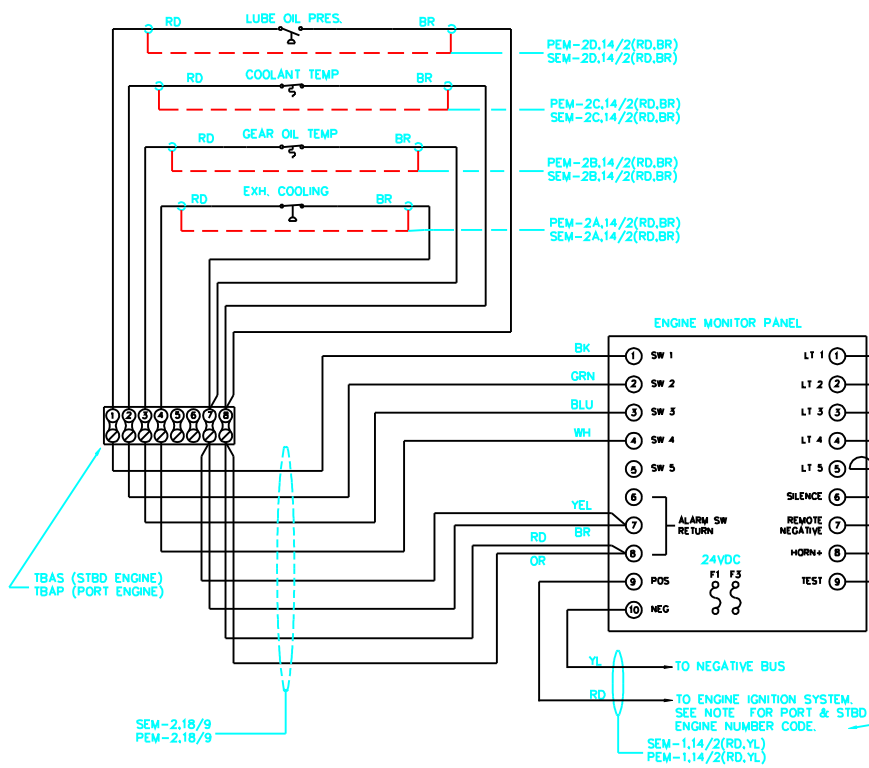 LUBE OIL PRES.
RD
BR
PEM-2D,14/2(RD,BR)
SEM-2D,14/2(RD,BR)
COOLANT TEMP
RD
BR
PEM-2C,14/2(RD,BR)
SEM-2C,14/2(RD,BR)
GEAR OIL TEMP
RD
BR
PEM-2B,14/2(RD,BR)
SEM-2B,14/2(RD,BR)
EXH. COOLING
RD
BR
PEM-2A,14/2(RD,BR)
SEM-2A,14/2(RD,BR)
ENGINE MONITOR PANEL
BK
1 SW 1
LT 1 1
GRN
2 SW 2
LT 2 2
BLU
3 SW 3
LT 3 3
WH
4 SW 4
LT 4 4
5 SW 5
LT 5 5
6
SILENCE 6
YEL
7
ALARM SW
RETURN
REMOTE
NEGATIVE 7
BR
RD
8
HORN+ 8
OR
24VDC
9 POS
F1 F3
TEST 9
10 NEG
1 2 3 4 5 6 7 8
TBAS (STBD ENGINE)
TBAP (PORT ENGINE)
YL
TO NEGATIVE BUS
RD
TO ENGINE IGNITION SYSTEM.
SEE NOTE FOR PORT & STBD
ENGINE NUMBER CODE.
SEM-2,18/9
PEM-2,18/9
SEM-1,14/2(RD,YL)
PEM-1,14/2(RD,YL)